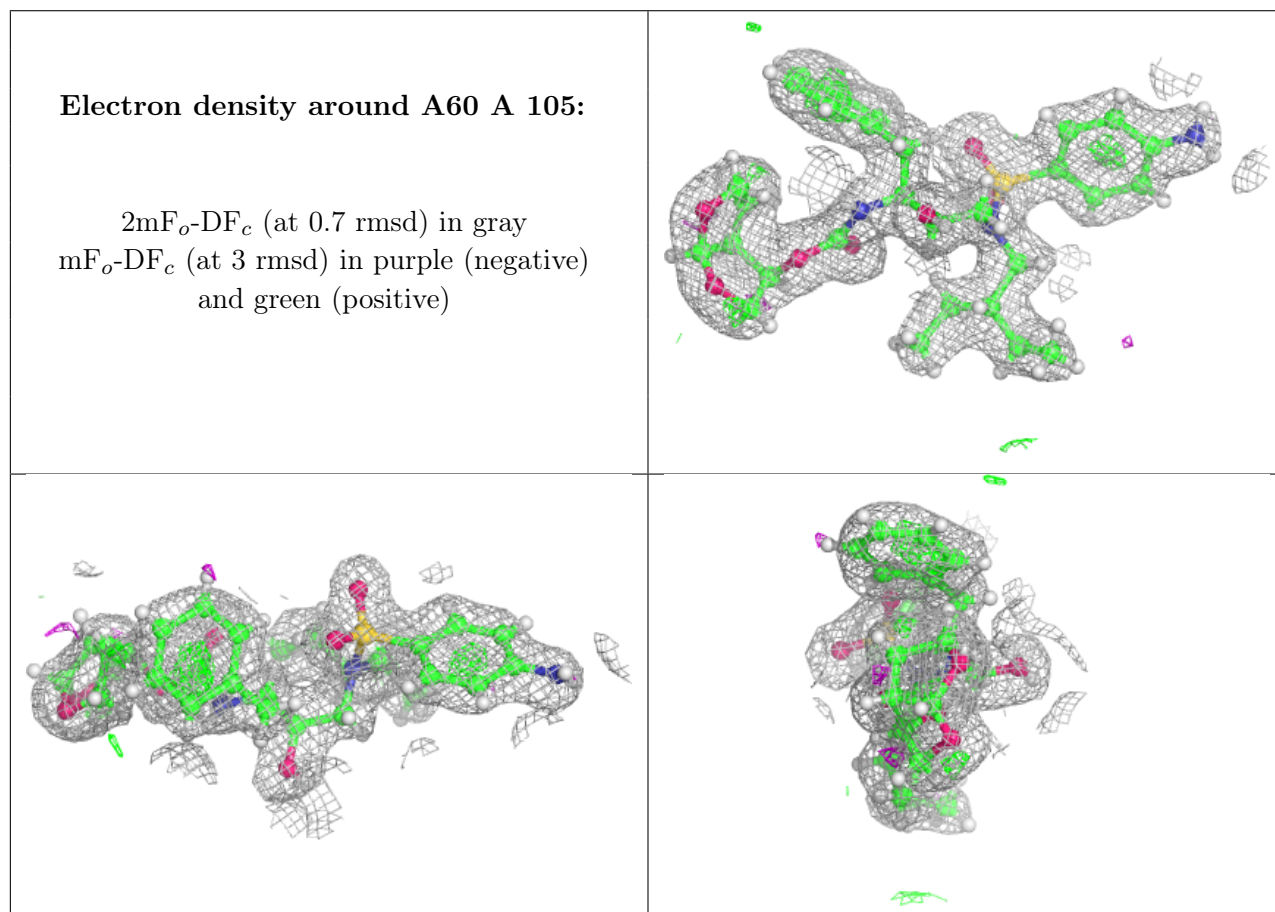 Electron density around A60 A 105:
2mFo-DFc (at 0.7 rmsd) in gray
mFo-DFc (at 3 rmsd) in purple (negative)
and green (positive)